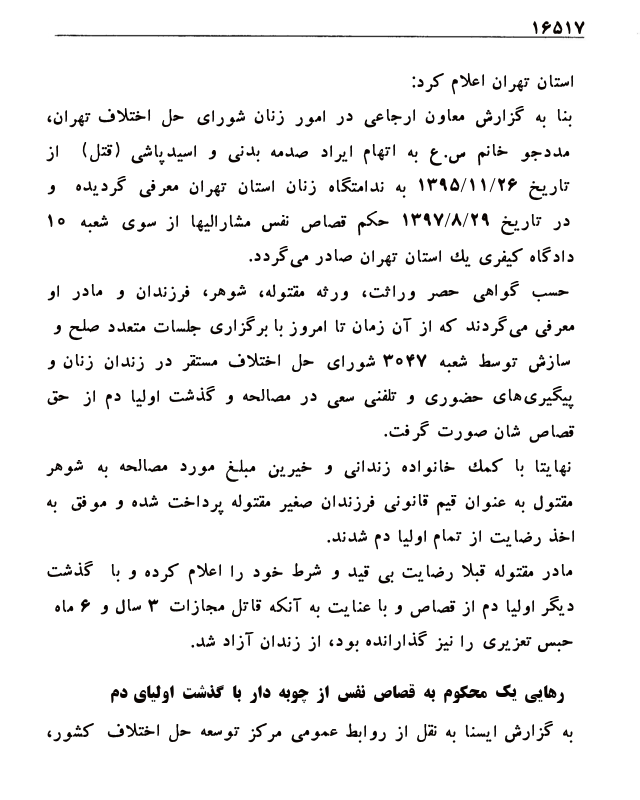 ۱۶۵۱۷
استان تهران اعلام کرد:
بنا به گزارش معاون ارجاعی در امور زنان شورای حل اختلاف تهران،
مددجو خانم س.ع به اتهام ایراد صدمه بدنی و اسیدپاشی (قتل) از
تاریخ ۱۳۹۵/۱۱/۲۶ به ندامتگاه زنان استان تهران معرفی گردیده و
در تاریخ ۱۳۹۷/۸/۲۹ حکم قصاص نفس مشارالیها از سوی شعبه ۱۰
دادگاه کیفری یك استان تهران صادر می‌گردد.
حسب گواهی حصر وراثت، ورثه مقتوله، شوهر، فرزندان و مادر او
معرفی می‌گردند که از آن زمان تا امروز با برگزاری جلسات متعدد صلح و
سازش توسط شعبه ۳۰۴۷ شورای حل اختلاف مستقر در زندان زنان و
پیگیری‌های حضوری و تلفنی سعی در مصالحه و گذشت اولیا دم از حق
قصاص شان صورت گرفت.
نهایتا با کمك خانواده زندانی و خیرین مبلغ مورد مصالحه به شوهر
مقتول به عنوان قیم قانونی فرزندان صغیر مقتوله پرداخت شده و موفق به
اخذ رضایت از تمام اولیا دم شدند.
مادر مقتوله قبلا رضایت بی قید و شرط خود را اعلام کرده و با گذشت
دیگر اولیا دم از قصاص و با عنایت به آنکه قاتل مجازات ۳ سال و ۶ ماه
حبس تعزیری را نیز گذارانده بود، از زندان آزاد شد.
رهایی یک محکوم به قصاص نفس از چوبه دار با گذشت اولیای دم
به گزارش ایسنا به نقل از روابط عمومی مرکز توسعه حل اختلاف کشور،